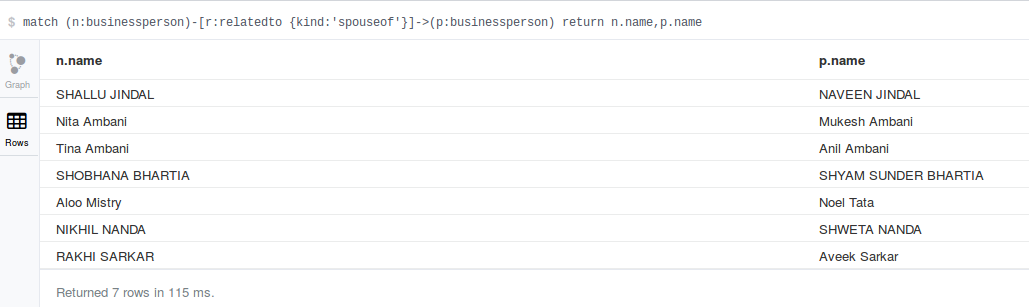 $ match (n:businessperson)-[r:relatedto {kind:'spouseof'}]->(p:businessperson) return n.name,p.name
n.name p.name
Graph
SHALLU JINDAL NAVEEN JINDAL
Nita Ambani Mukesh Ambani
Rows
Tina Ambani Anil Ambani
SHOBHANA BHARTIA SHYAM SUNDER BHARTIA
Aloo Mistry Noel Tata
NIKHIL NANDA SHWETA NANDA
RAKHI SARKAR Aveek Sarkar
Returned 7 rows in 115 ms.